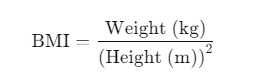 BMI = Weight (kg) / (Height (m))²